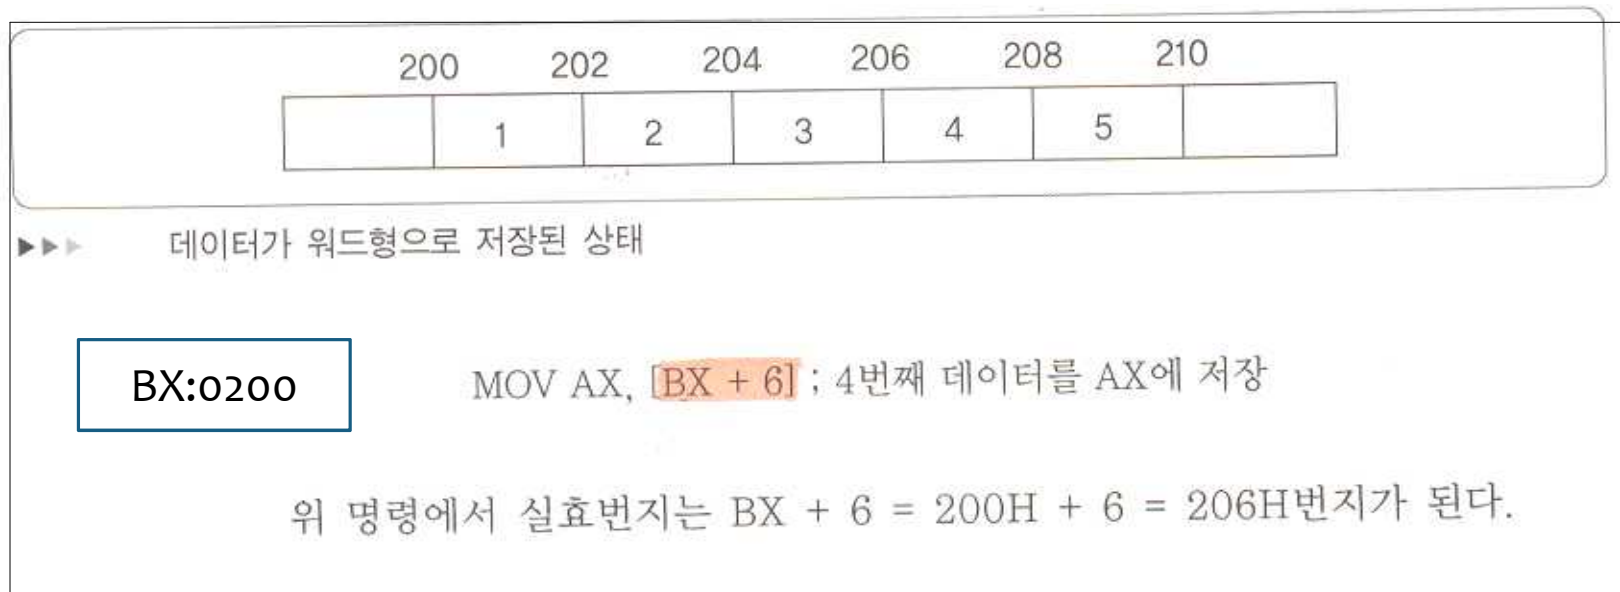 200 202 204 206 208 210
1 2 3 4 5
▶▶▶ 데이터가 워드형으로 저장된 상태
BX:0200
MOV AX, [BX + 6] ; 4번째 데이터를 AX에 저장
위 명령에서 실효번지는 BX + 6 = 200H + 6 = 206H번지가 된다.